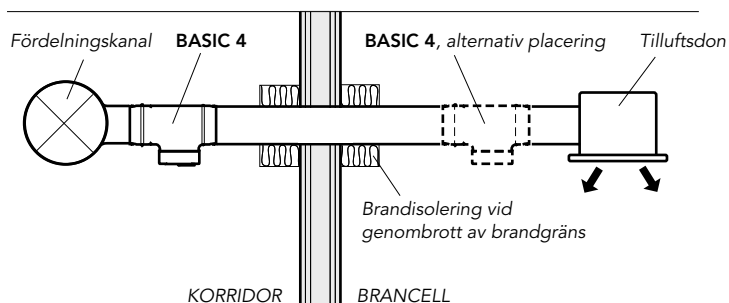 Fördelningskanal BASIC 4 BASIC 4, alternativ placering Tilluftsdon
Brandisolering vid
genombrott av brandgräns
KORRIDOR BRANCELL